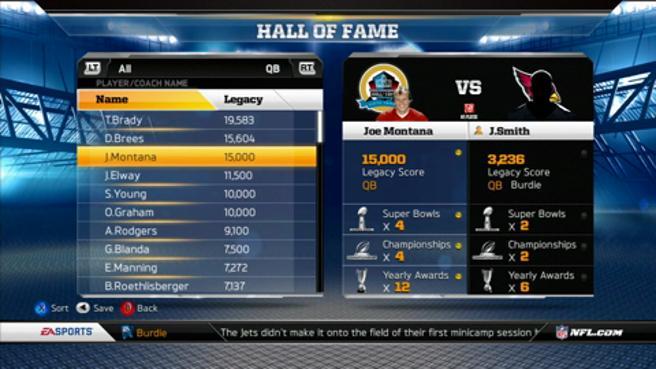 HALL OF FAME
LT All QB RT
PLAYER/COACH NAME
Name Legacy
T.Brady 19,583
D.Brees 15,604
J.Montana 15,000
J.Elway 11,500
S.Young 10,000
O.Graham 10,000
A.Rodgers 9,100
G.Blanda 7,500
E.Manning 7,272
B.Roethlisberger 7,137
VS
Joe Montana J.Smith
15,000 3,236
Legacy Score Legacy Score
QB QB Burdie
Super Bowls Super Bowls
x 4 x 2
Championships Championships
x 4 x 2
Yearly Awards Yearly Awards
x 12 x 6
X Sort Save B Back
EA SPORTS Burdie The Jets didn't make it onto the field of their first minicamp session NFL NFL.COM